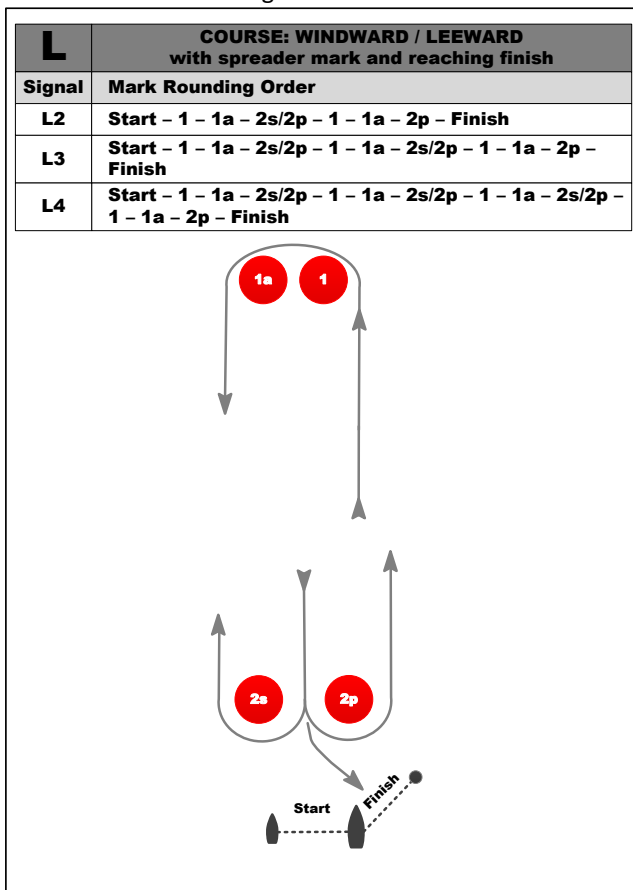 L
COURSE: WINDWARD / LEEWARD
with spreader mark and reaching finish
Signal Mark Rounding Order
L2 Start – 1 – 1a – 2s/2p – 1 – 1a – 2p – Finish
L3 Start – 1 – 1a – 2s/2p – 1 – 1a – 2s/2p – 1 – 1a – 2p –
Finish
L4 Start – 1 – 1a – 2s/2p – 1 – 1a – 2s/2p – 1 – 1a – 2s/2p –
1 – 1a – 2p – Finish
1a 1
2s 2p
Start Finish